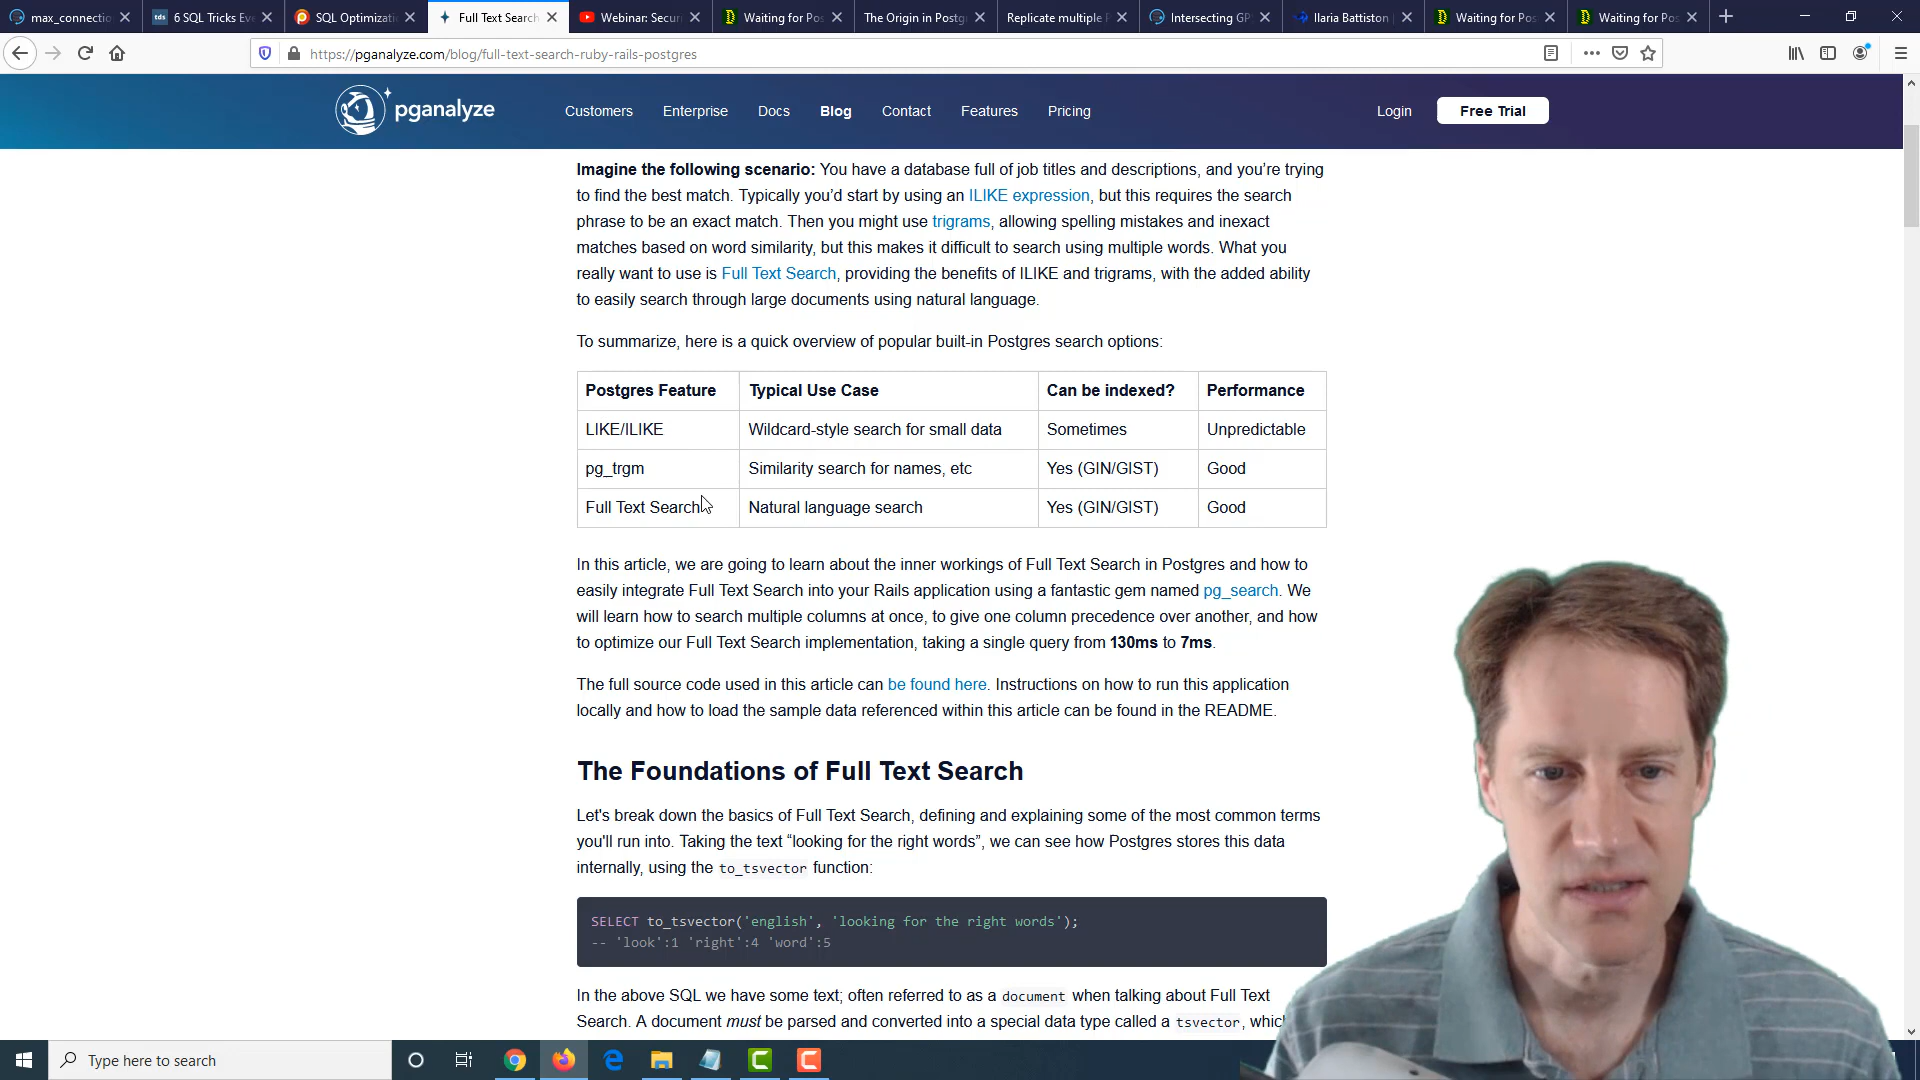 max_connectio
6 SQL Tricks Eve
SQL Optimizati
Full Text Search
Webinar: Secur
Waiting for Pos
The Origin in Postg
Replicate multiple P
Intersecting GP
Ilaria Battiston |
Waiting for Pos
Waiting for Pos
https://pganalyze.com/blog/full-text-search-ruby-rails-postgres
pganalyze
Customers
Enterprise
Docs
Blog
Contact
Features
Pricing
Login
Free Trial
Imagine the following scenario: You have a database full of job titles and descriptions, and you’re trying
to find the best match. Typically you’d start by using an ILIKE expression, but this requires the search
phrase to be an exact match. Then you might use trigrams, allowing spelling mistakes and inexact
matches based on word similarity, but this makes it difficult to search using multiple words. What you
really want to use is Full Text Search, providing the benefits of ILIKE and trigrams, with the added ability
to easily search through large documents using natural language.
To summarize, here is a quick overview of popular built-in Postgres search options:
Postgres Feature Typical Use Case Can be indexed? Performance
LIKE/ILIKE Wildcard-style search for small data Sometimes Unpredictable
pg_trgm Similarity search for names, etc Yes (GIN/GIST) Good
Full Text Search Natural language search Yes (GIN/GIST) Good
In this article, we are going to learn about the inner workings of Full Text Search in Postgres and how to
easily integrate Full Text Search into your Rails application using a fantastic gem named pg_search. We
will learn how to search multiple columns at once, to give one column precedence over another, and how
to optimize our Full Text Search implementation, taking a single query from 130ms to 7ms.
The full source code used in this article can be found here. Instructions on how to run this application
locally and how to load the sample data referenced within this article can be found in the README.
The Foundations of Full Text Search
Let's break down the basics of Full Text Search, defining and explaining some of the most common terms
you'll run into. Taking the text “looking for the right words”, we can see how Postgres stores this data
internally, using the to_tsvector function:
SELECT to_tsvector('english', 'looking for the right words');
-- 'look':1 'right':4 'word':5
In the above SQL we have some text; often referred to as a document when talking about Full Text
Search. A document must be parsed and converted into a special data type called a tsvector, which
Type here to search